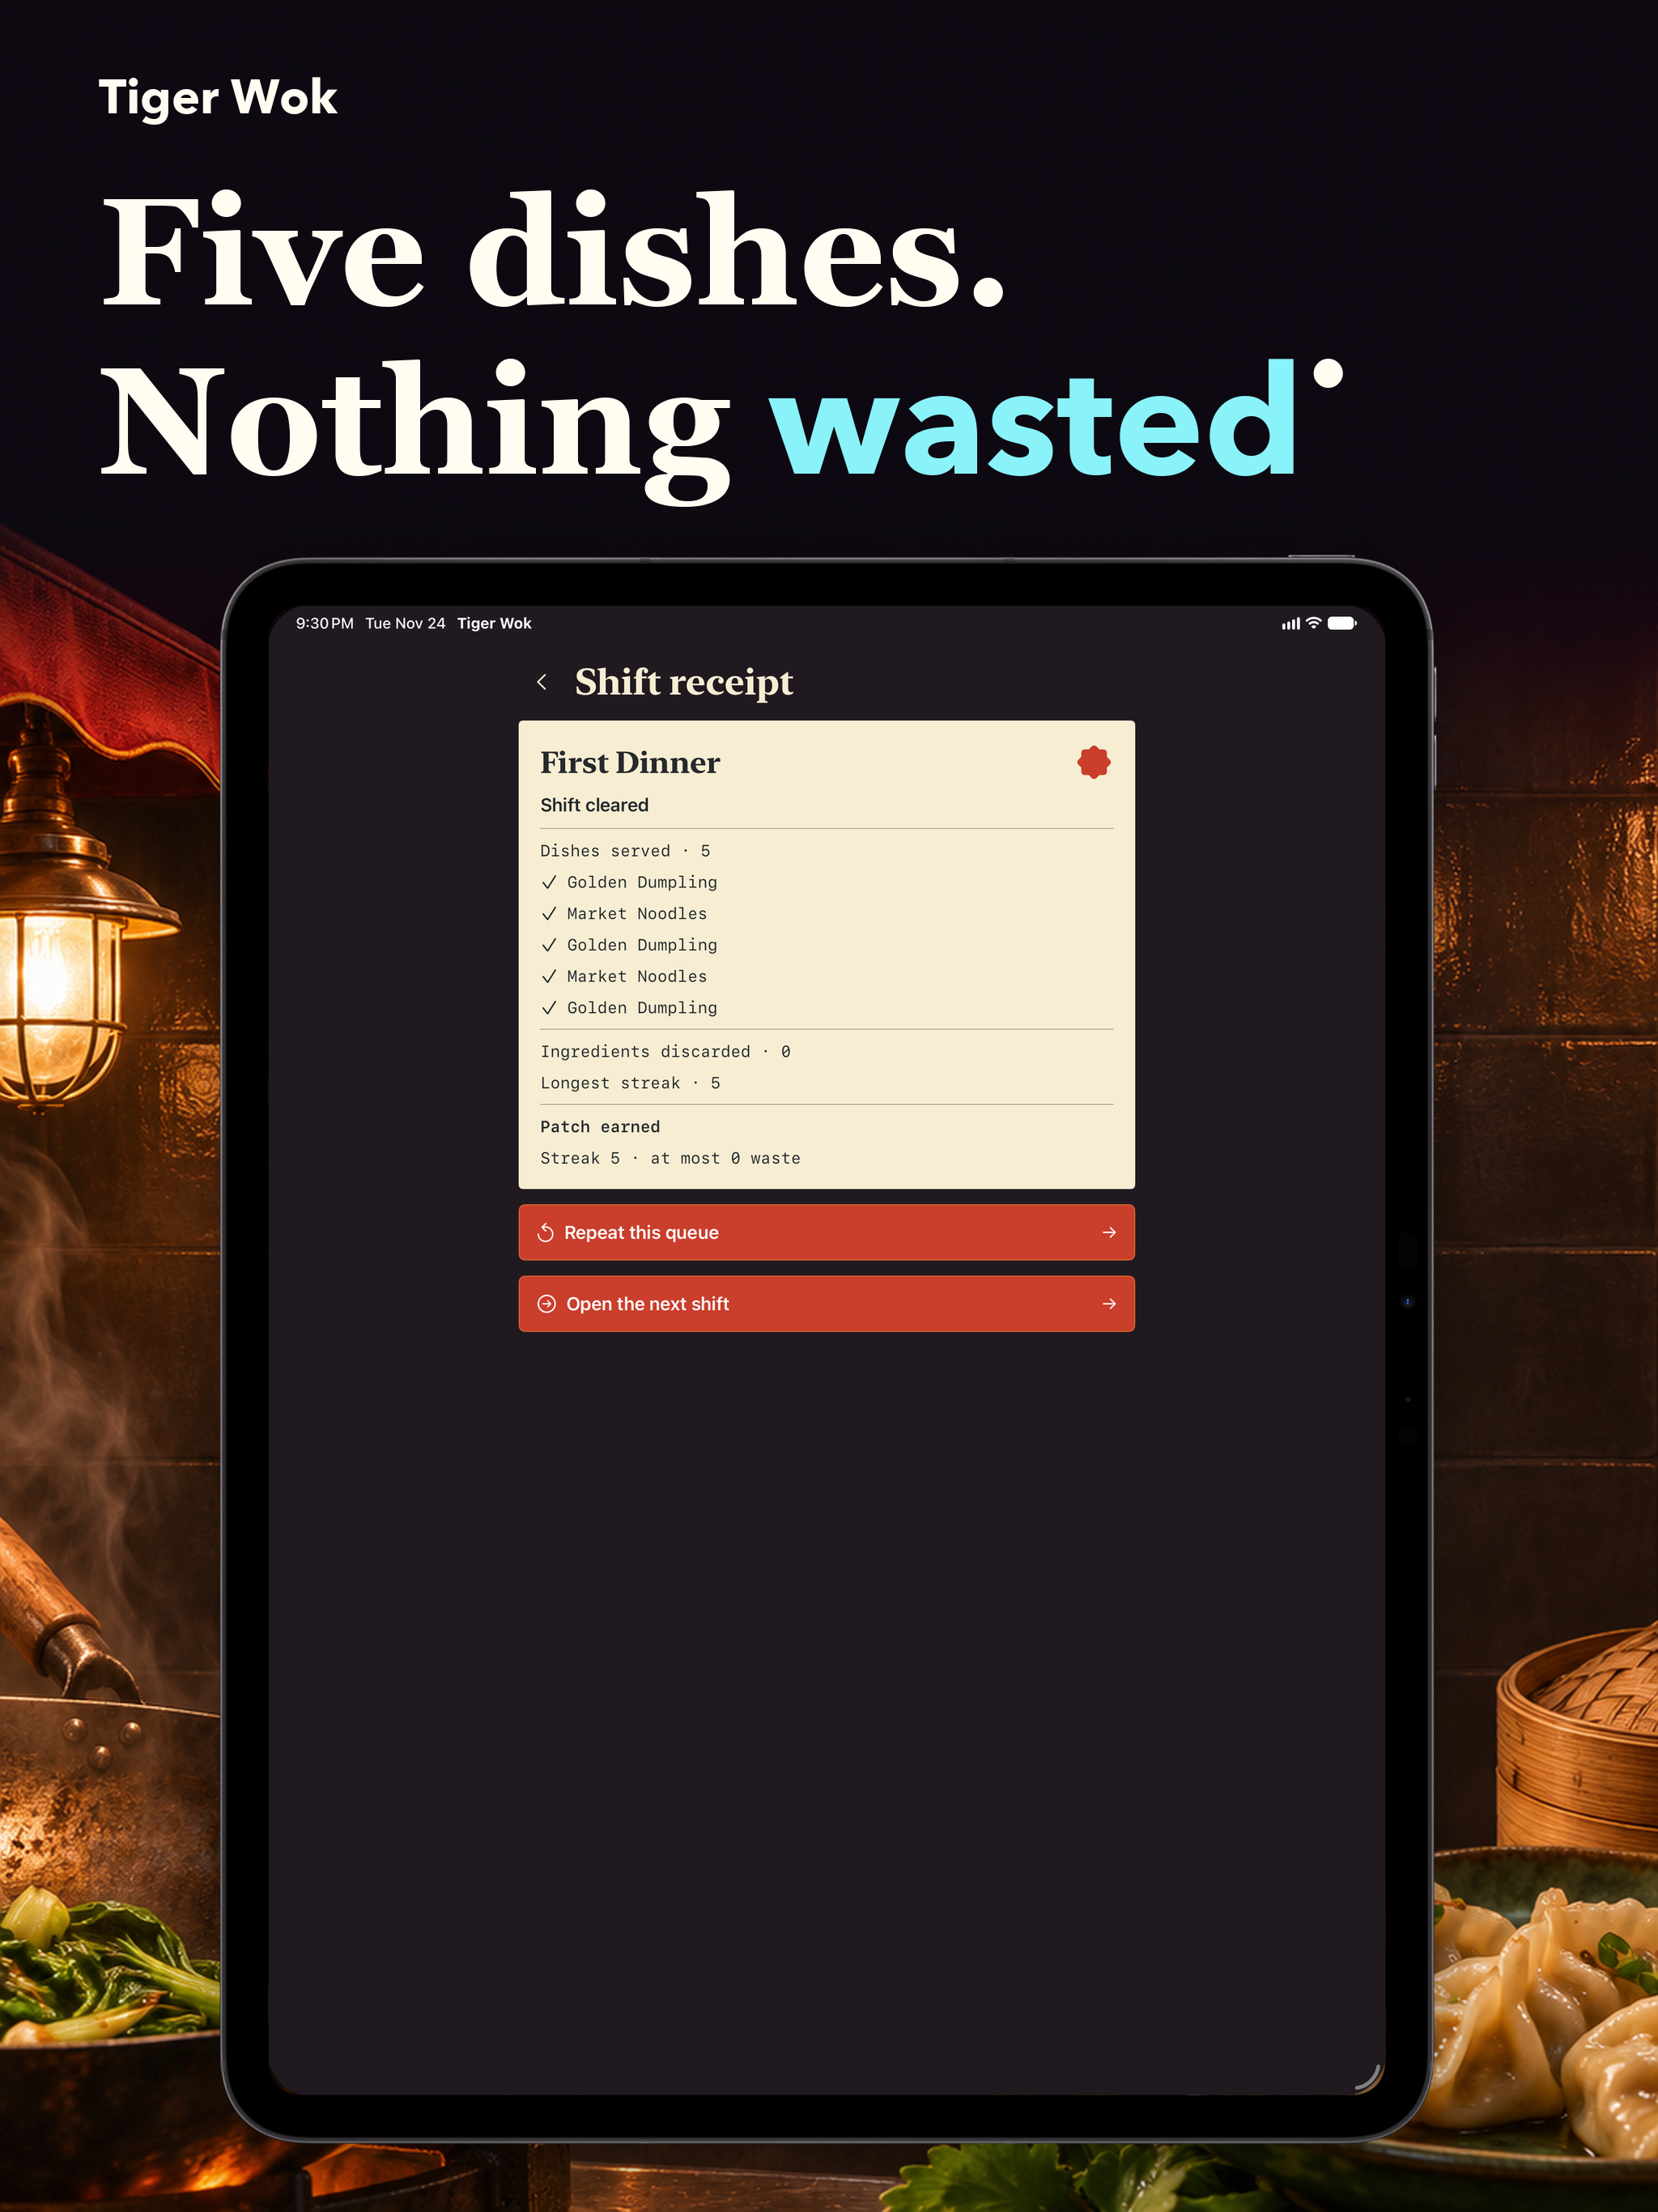 Tiger Wok
Five dishes.
Nothing wasted.
9:30 PM Tue Nov 24 Tiger Wok
Shift receipt
First Dinner
Shift cleared
Dishes served · 5
✓ Golden Dumpling
✓ Market Noodles
✓ Golden Dumpling
✓ Market Noodles
✓ Golden Dumpling
Ingredients discarded · 0
Longest streak · 5
Patch earned
Streak 5 · at most 0 waste
Repeat this queue
Open the next shift